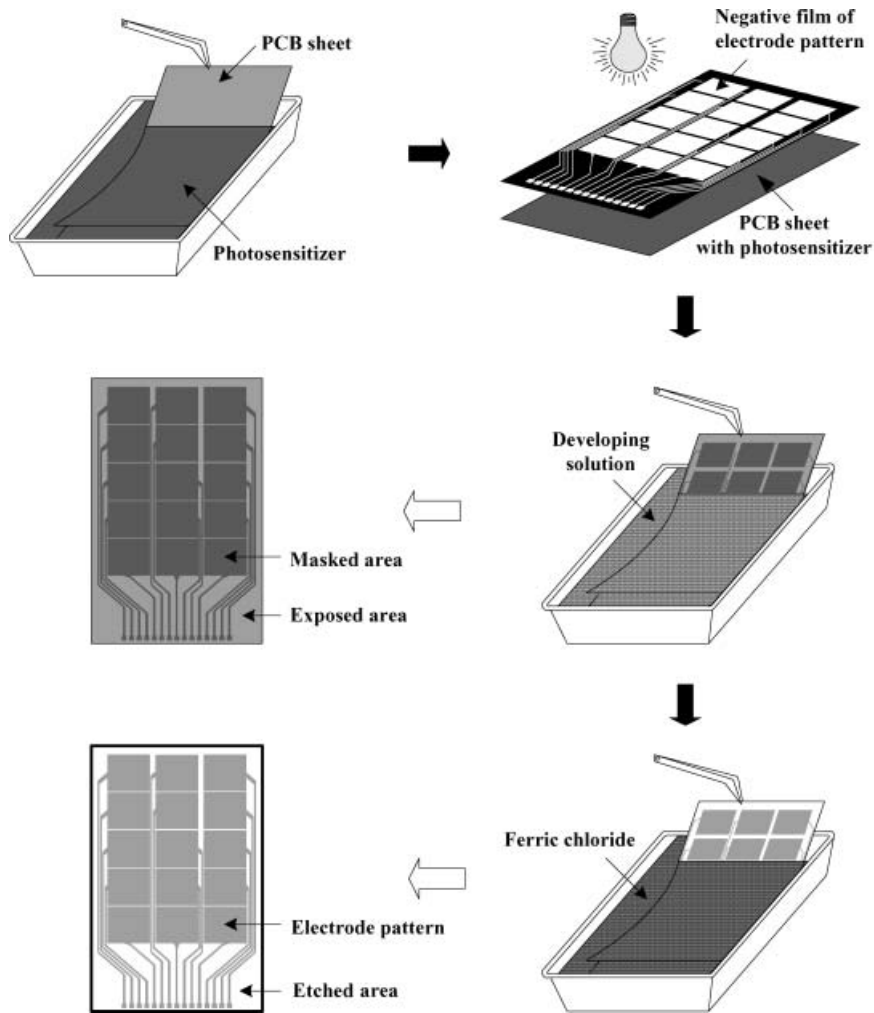 PCB sheet
Photosensitizer
Negative film of
electrode pattern
PCB sheet
with photosensitizer
Developing
solution
Masked area
Exposed area
Ferric chloride
Electrode pattern
Etched area